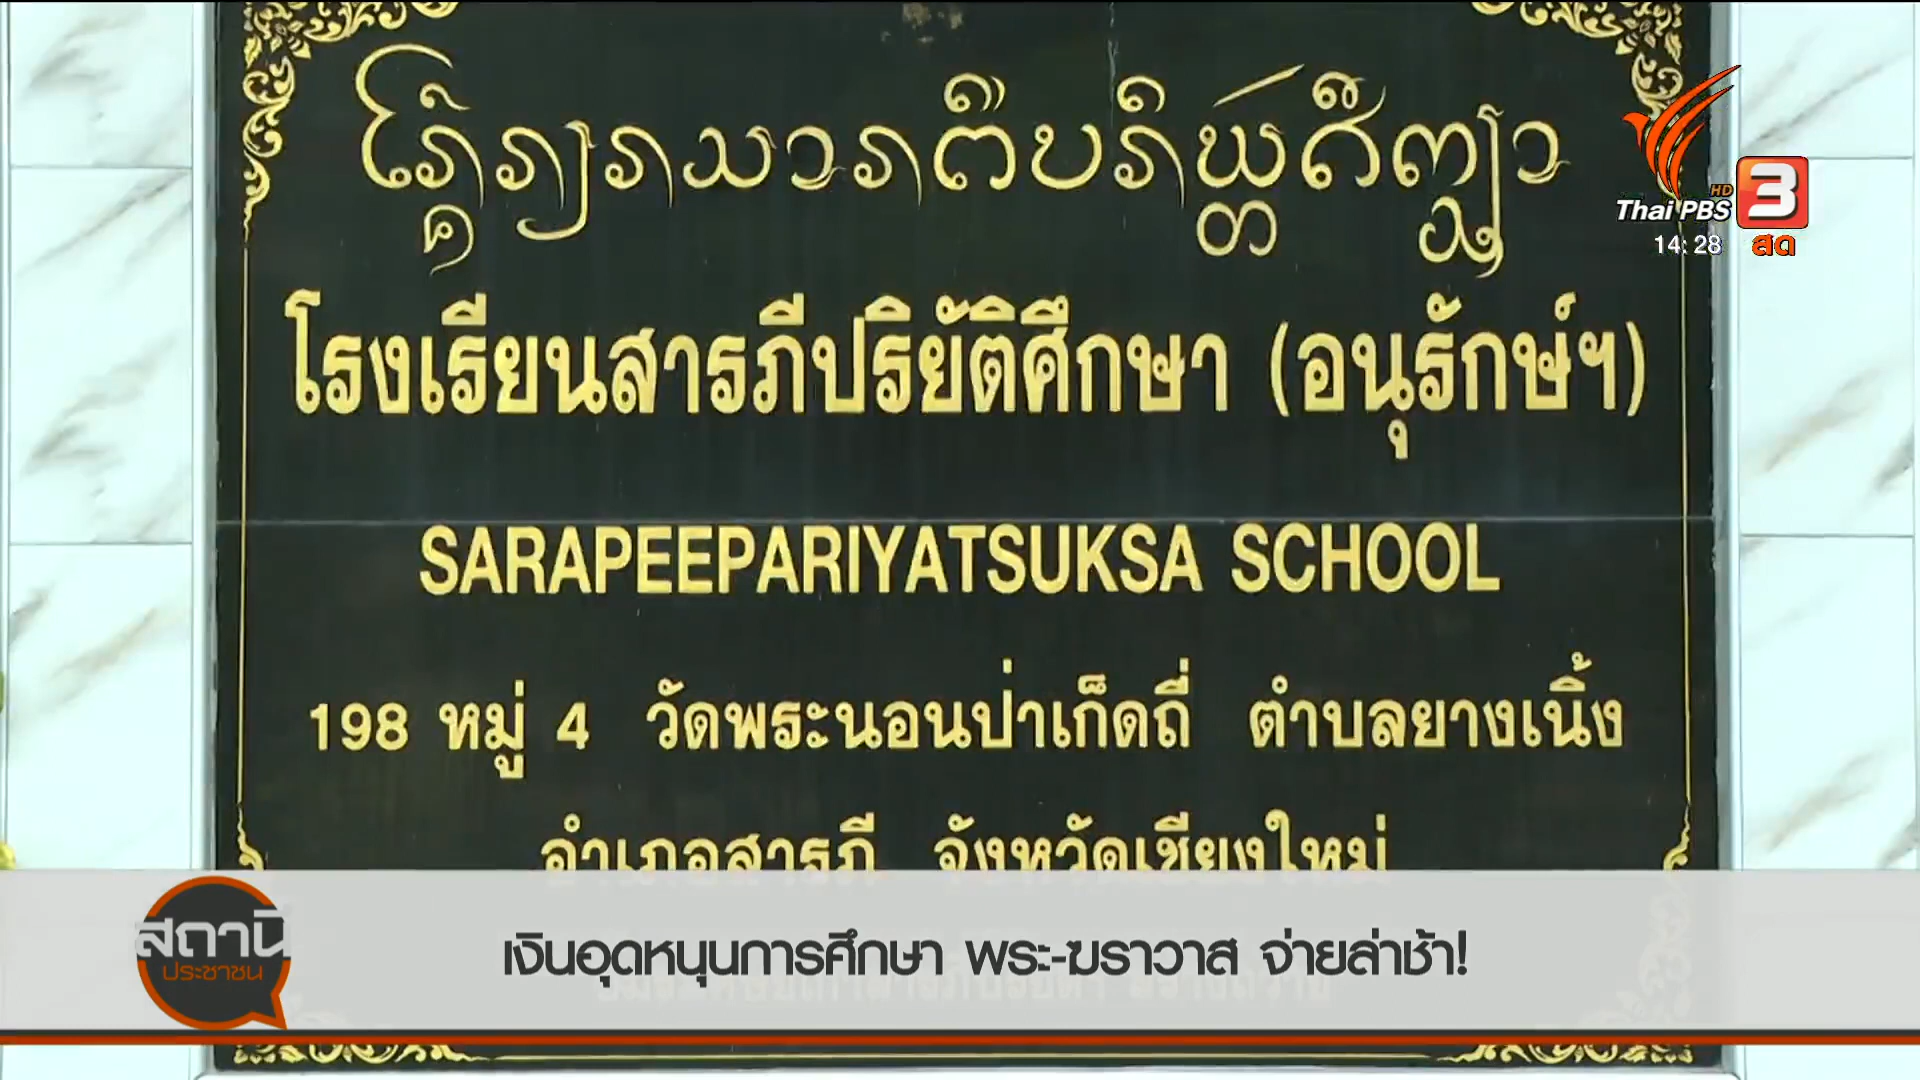 โรงเรียนสารภีปริยัติศึกษา (อนุรักษ์ฯ)
SARAPEEPARIYATSUKSA SCHOOL
198 หมู่ 4 วัดพระนอนป่าเก็ดถี่ ตำบลยางเนิ้ง
อำเภอสารภี จังหวัดเชียงใหม่
HD
Thai PBS 3
14:28 สด
สถานี
ประชาชน
เงินอุดหนุนการศึกษา พระ-ฆราวาส จ่ายล่าช้า!